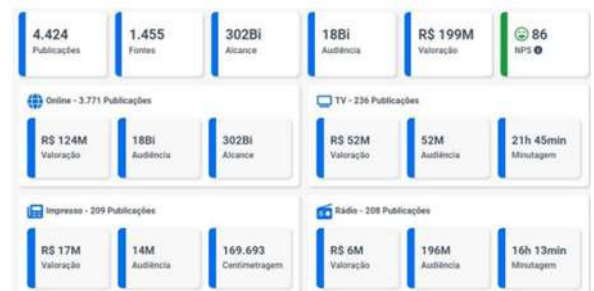 4.424
Publicações
1.455
Fontes
302Bi
Alcance
18Bi
Audiência
R$ 199M
Valoração
86
NPS
Online - 3.771 Publicações
R$ 124M
Valoração
18Bi
Audiência
302Bi
Alcance
TV - 236 Publicações
R$ 52M
Valoração
52M
Audiência
21h 45min
Minutagem
Impresso - 209 Publicações
R$ 17M
Valoração
14M
Audiência
169.693
Centimetragem
Rádio - 208 Publicações
R$ 6M
Valoração
196M
Audiência
16h 13min
Minutagem